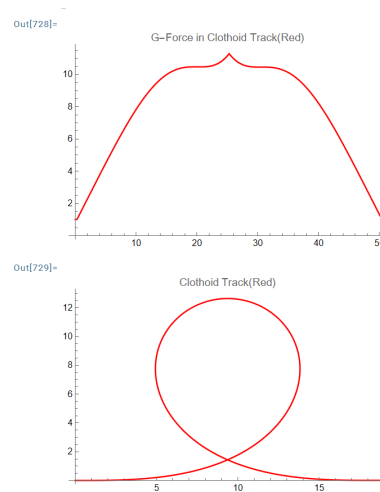 Out[728]=
G-Force in Clothoid Track(Red)
10
8
6
4
2
10 20 30 40 50
Out[729]=
Clothoid Track(Red)
12
10
8
6
4
2
5 10 15